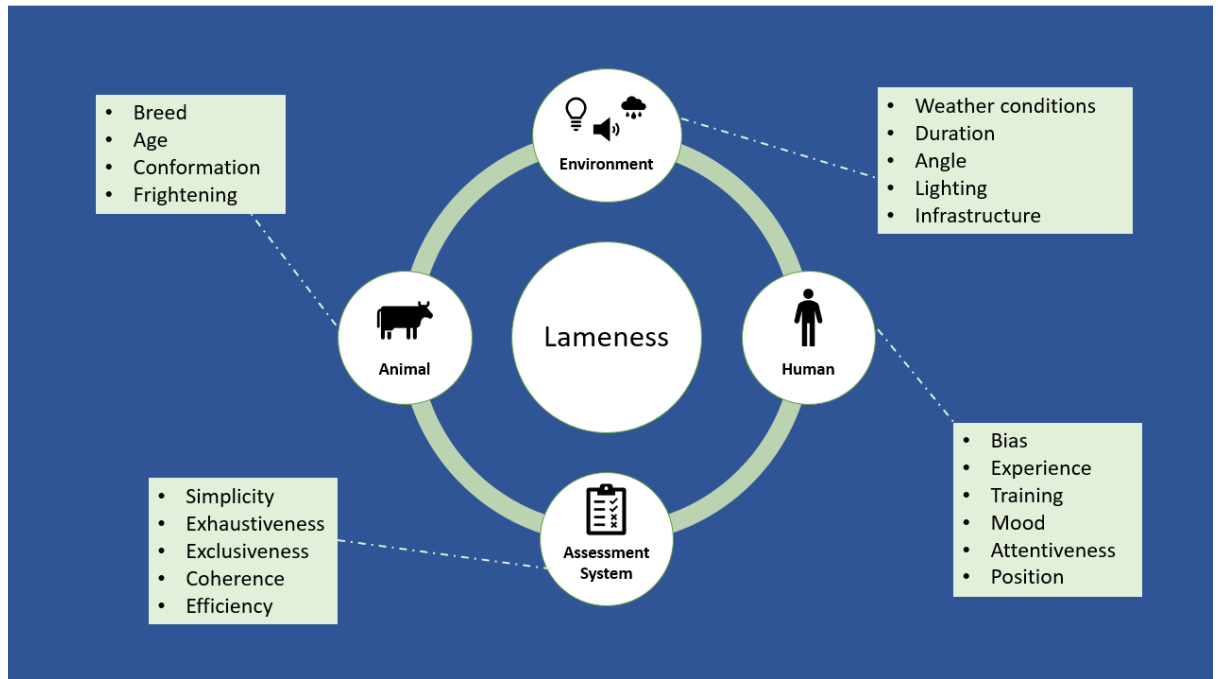 • Breed
• Age
• Conformation
• Frightening
Environment
• Weather conditions
• Duration
• Angle
• Lighting
• Infrastructure
Animal
Lameness
Human
• Simplicity
• Exhaustiveness
• Exclusiveness
• Coherence
• Efficiency
Assessment
System
• Bias
• Experience
• Training
• Mood
• Attentiveness
• Position